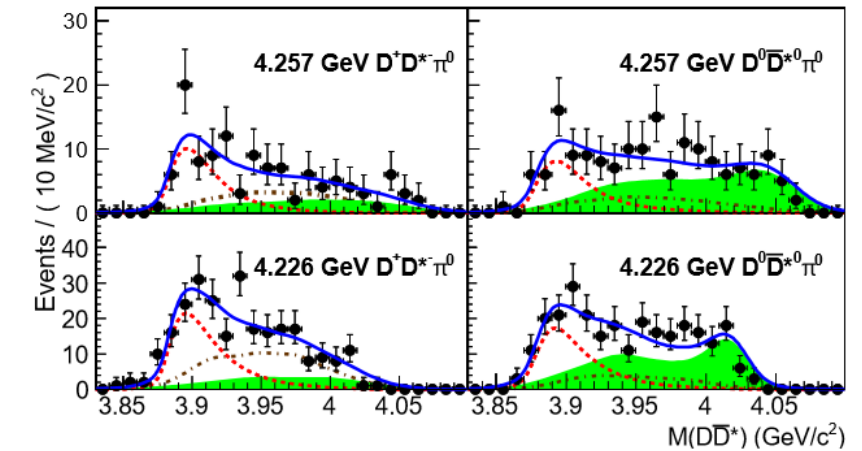 Events / ( 10 MeV/c²)
30
20
10
0
4.257 GeV D⁺D*⁻π⁰
4.257 GeV D⁰D̅*⁰π⁰
40
30
20
10
0
4.226 GeV D⁺D*⁻π⁰
4.226 GeV D⁰D̅*⁰π⁰
3.85 3.9 3.95 4 4.05 3.85 3.9 3.95 4 4.05
M(DD̅*) (GeV/c²)